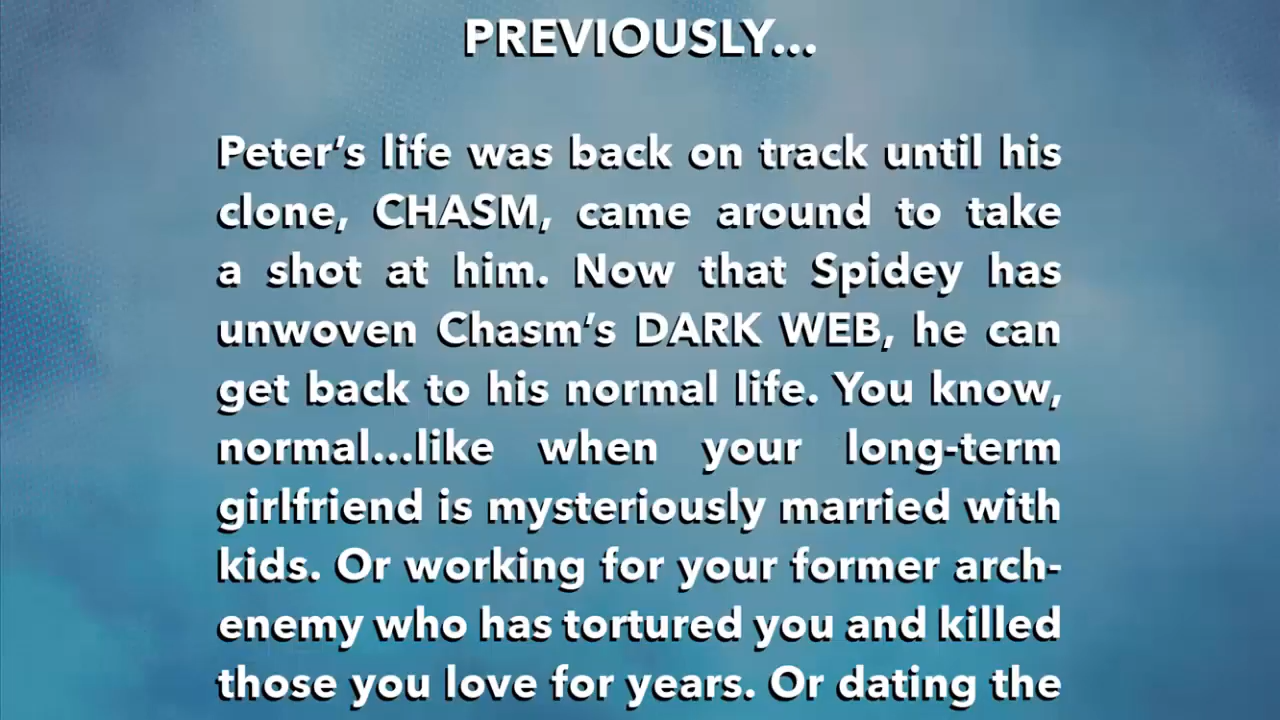 PREVIOUSLY...
Peter's life was back on track until his
clone, CHASM, came around to take
a shot at him. Now that Spidey has
unwoven Chasm's DARK WEB, he can
get back to his normal life. You know,
normal...like when your long-term
girlfriend is mysteriously married with
kids. Or working for your former arch-
enemy who has tortured you and killed
those you love for years. Or dating the